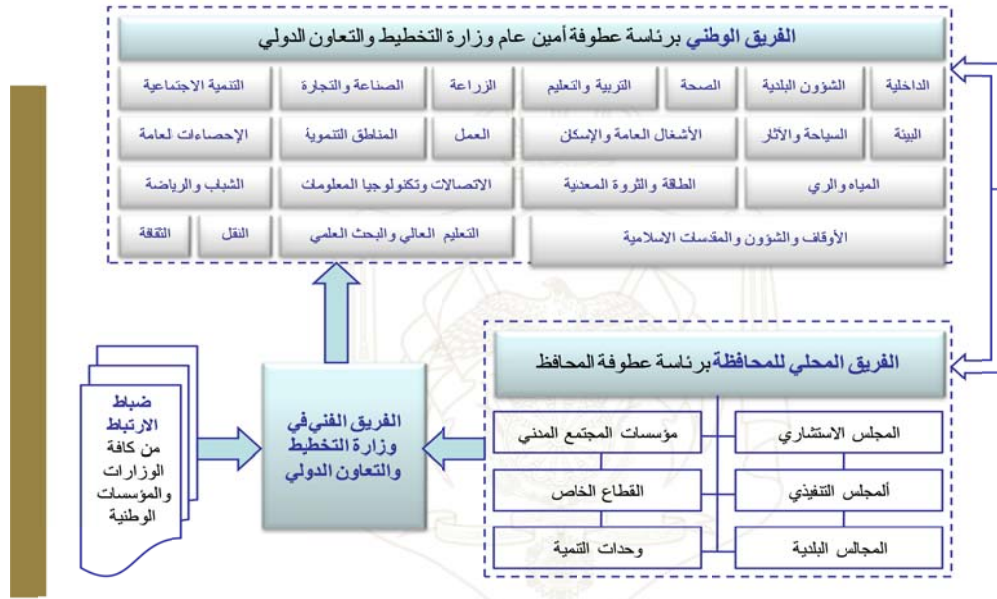 الفريق الوطني برئاسة عطوفة أمين عام وزارة التخطيط والتعاون الدولي
الداخلية
الشؤون البلدية
الصحة
التربية والتعليم
الزراعة
الصناعة والتجارة
التنمية الاجتماعية
البيئة
السياحة والآثار
الأشغال العامة والإسكان
العمل
المناطق التنموية
الإحصاءات العامة
المياه والري
الطاقة والثروة المعدنية
الاتصالات وتكنولوجيا المعلومات
الشباب والرياضة
الأوقاف والشؤون والمقدسات الاسلامية
التعليم العالي والبحث العلمي
النقل
الثقافة
الفريق المحلي للمحافظة برئاسة عطوفة المحافظ
المجلس الاستشاري
مؤسسات المجتمع المدني
ألمجلس التنفيذي
القطاع الخاص
المجالس البلدية
وحدات التنمية
الفريق الفني في
وزارة التخطيط
والتعاون الدولي
ضباط
الارتباط
من كافة
الوزارات
والمؤسسات
الوطنية